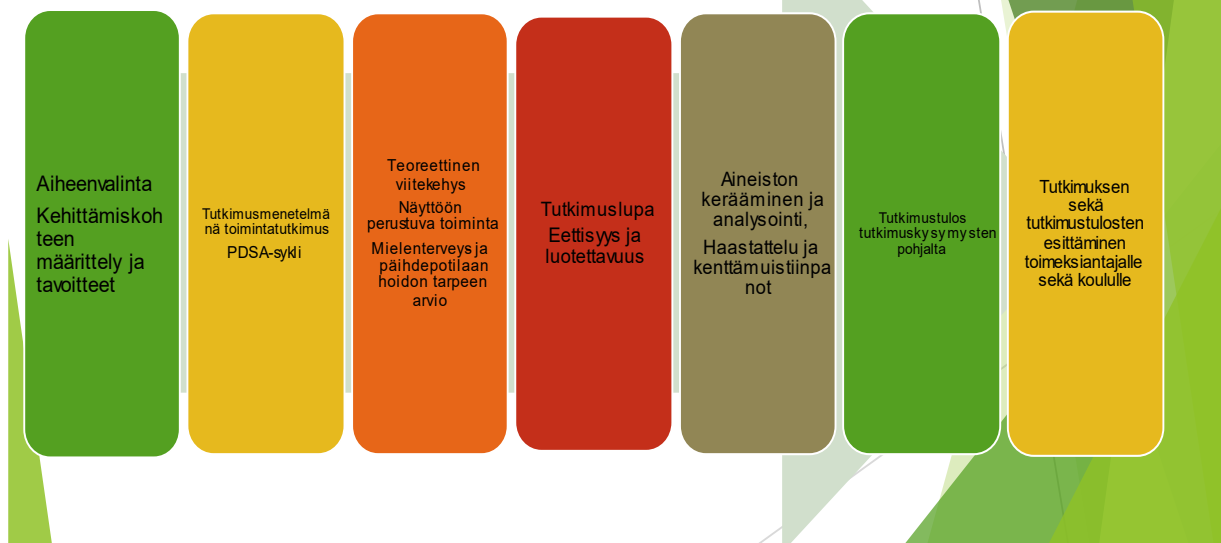 Aiheenvalinta
Kehittämiskoh
teen
määrittely ja
tavoitteet
Tutkimusmenetelmä
nä toimintatutkimus
PDSA-sykli
Teoreettinen
viitekehys
Näyttöön
perustuva toiminta
Mielenterveys ja
päihdepotilaan
hoidon tarpeen
arvio
Tutkimuslupa
Eettisyys ja
luotettavuus
Aineiston
kerääminen ja
analysointi,
Haastattelu ja
kenttämuistiinpa
not
Tutkimustulos
tutkimuskysymysten
pohjalta
Tutkimuksen
sekä
tutkimustulosten
esittäminen
toimeksiantajalle
sekä koululle